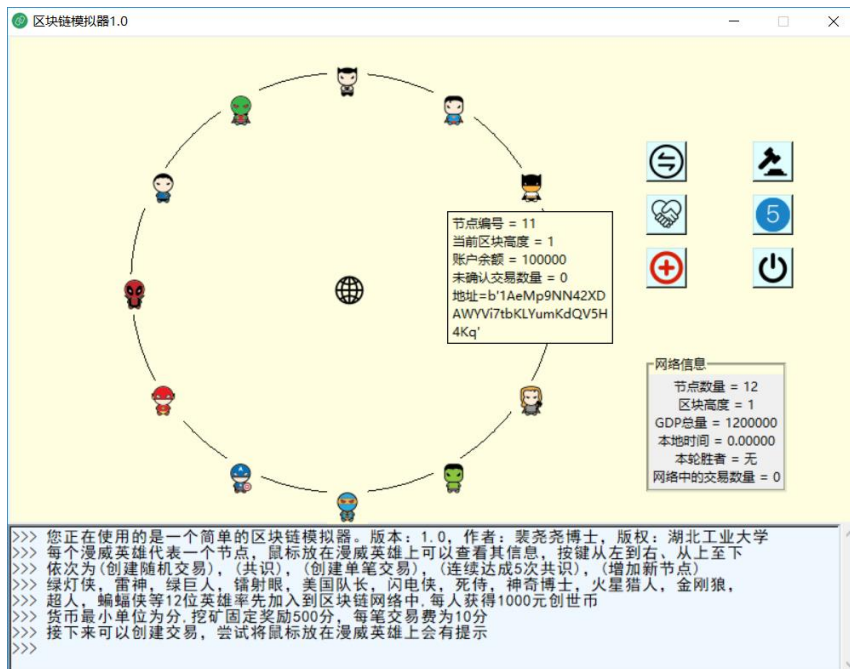 区块链模拟器1.0
节点编号 = 11
当前区块高度 = 1
账户余额 = 100000
未确认交易数量 = 0
地址=b'1AeMp9NN42XD
AWYVi7tbKLYumKdQV5H
4Kq'
5
网络信息
节点数量 = 12
区块高度 = 1
GDP总量 = 1200000
本地时间 = 0.00000
本轮胜者 = 无
网络中的交易数量 = 0
>>> 您正在使用的是一个简单的区块链模拟器。版本: 1.0, 作者: 裴尧尧博士, 版权: 湖北工业大学
>>> 每个漫威英雄代表一个节点, 鼠标放在漫威英雄上可以查看其信息, 按键从左到右、从上至下
>>> 依次为(创建随机交易), (共识), (创建单笔交易), (连续达成5次共识), (增加新节点)
>>> 绿灯侠, 雷神, 绿巨人, 镭射眼, 美国队长, 闪电侠, 死侍, 神奇博士, 火星猎人, 金刚狼,
>>> 超人, 蝙蝠侠等12位英雄率先加入到区块链网络中.每人获得1000元创世币
>>> 货币最小单位为分.挖矿固定奖励500分, 每笔交易费为10分
>>> 接下来可以创建交易, 尝试将鼠标放在漫威英雄上会有提示
>>>